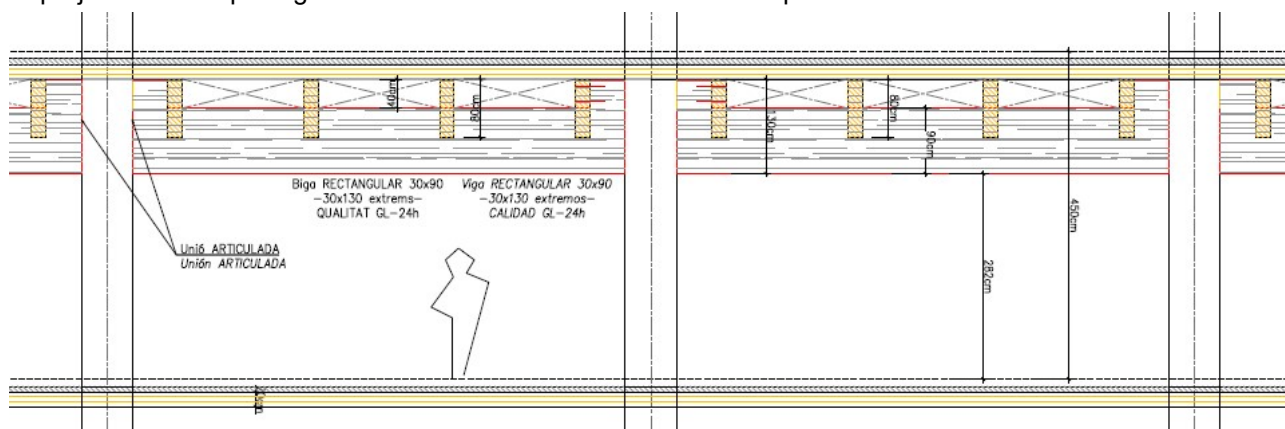 40cm
80cm
130cm
80cm
90cm
Biga RECTANGULAR 30x90
−30x130 extrems−
QUALITAT GL−24h
Viga RECTANGULAR 30x90
−30x130 extremos−
CALIDAD GL−24h
Unió ARTICULADA
Unión ARTICULADA
450cm
282cm